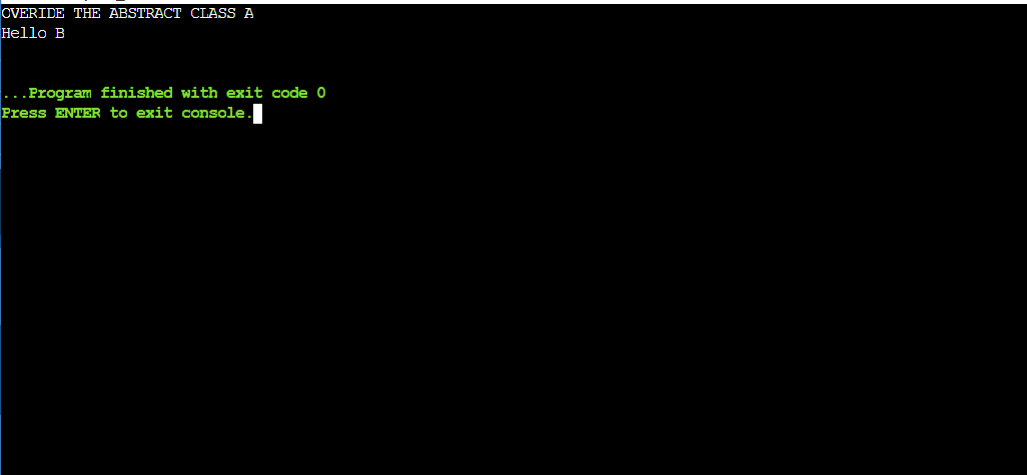 OVERIDE THE ABSTRACT CLASS A
Hello B
...Program finished with exit code 0
Press ENTER to exit console.